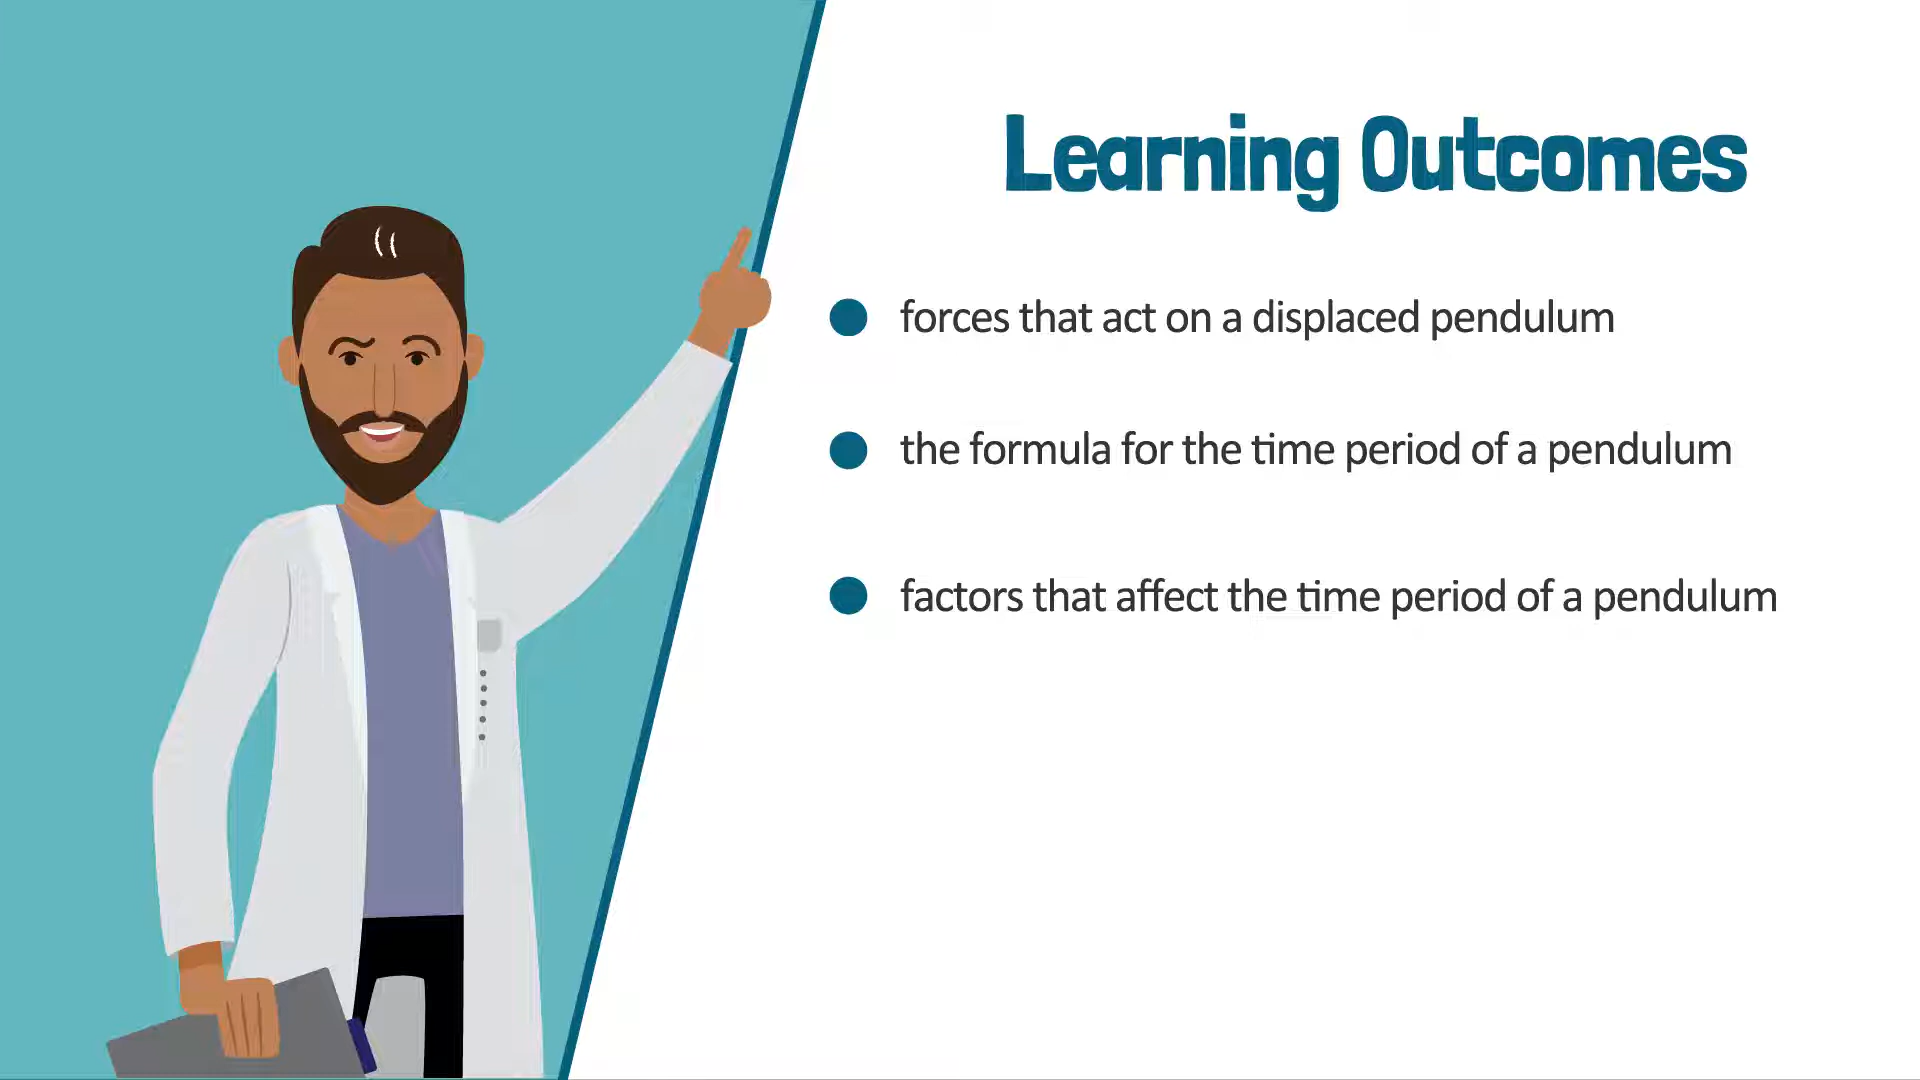 Learning Outcomes
forces that act on a displaced pendulum
the formula for the time period of a pendulum
factors that affect the time period of a pendulum